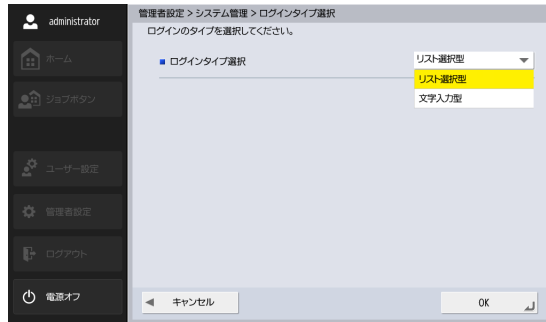 administrator
ホーム
ジョブボタン
ユーザー設定
管理者設定
ログアウト
電源オフ
管理者設定 > システム管理 > ログインタイプ選択
ログインのタイプを選択してください。
ログインタイプ選択
リスト選択型
リスト選択型
文字入力型
キャンセル
OK